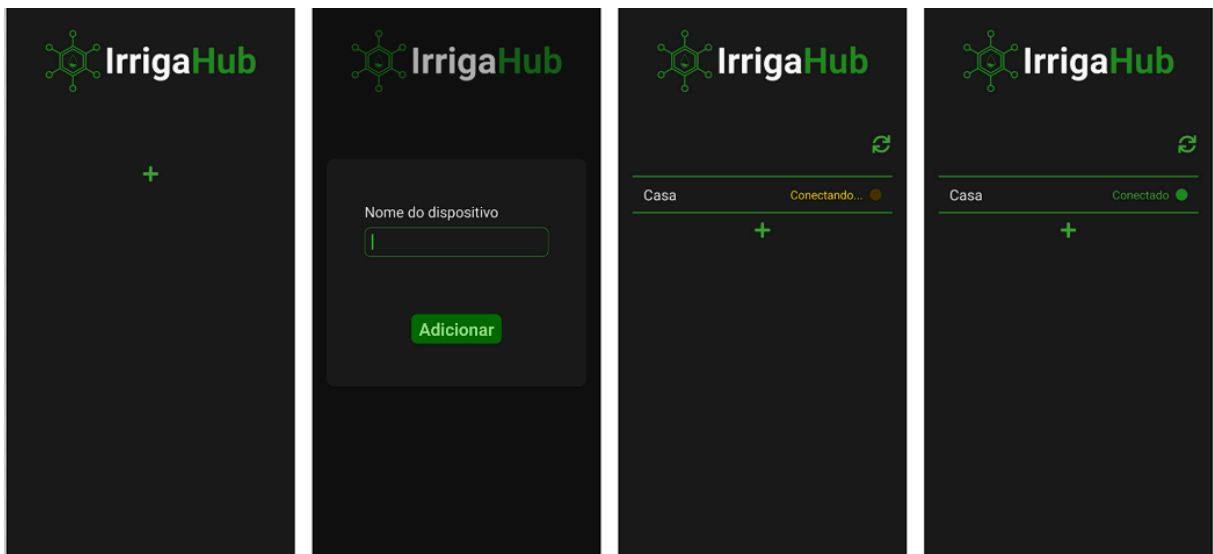 IrrigaHub
+
IrrigaHub
Nome do dispositivo
Adicionar
IrrigaHub
Casa Conectando...
+
IrrigaHub
Casa Conectado
+